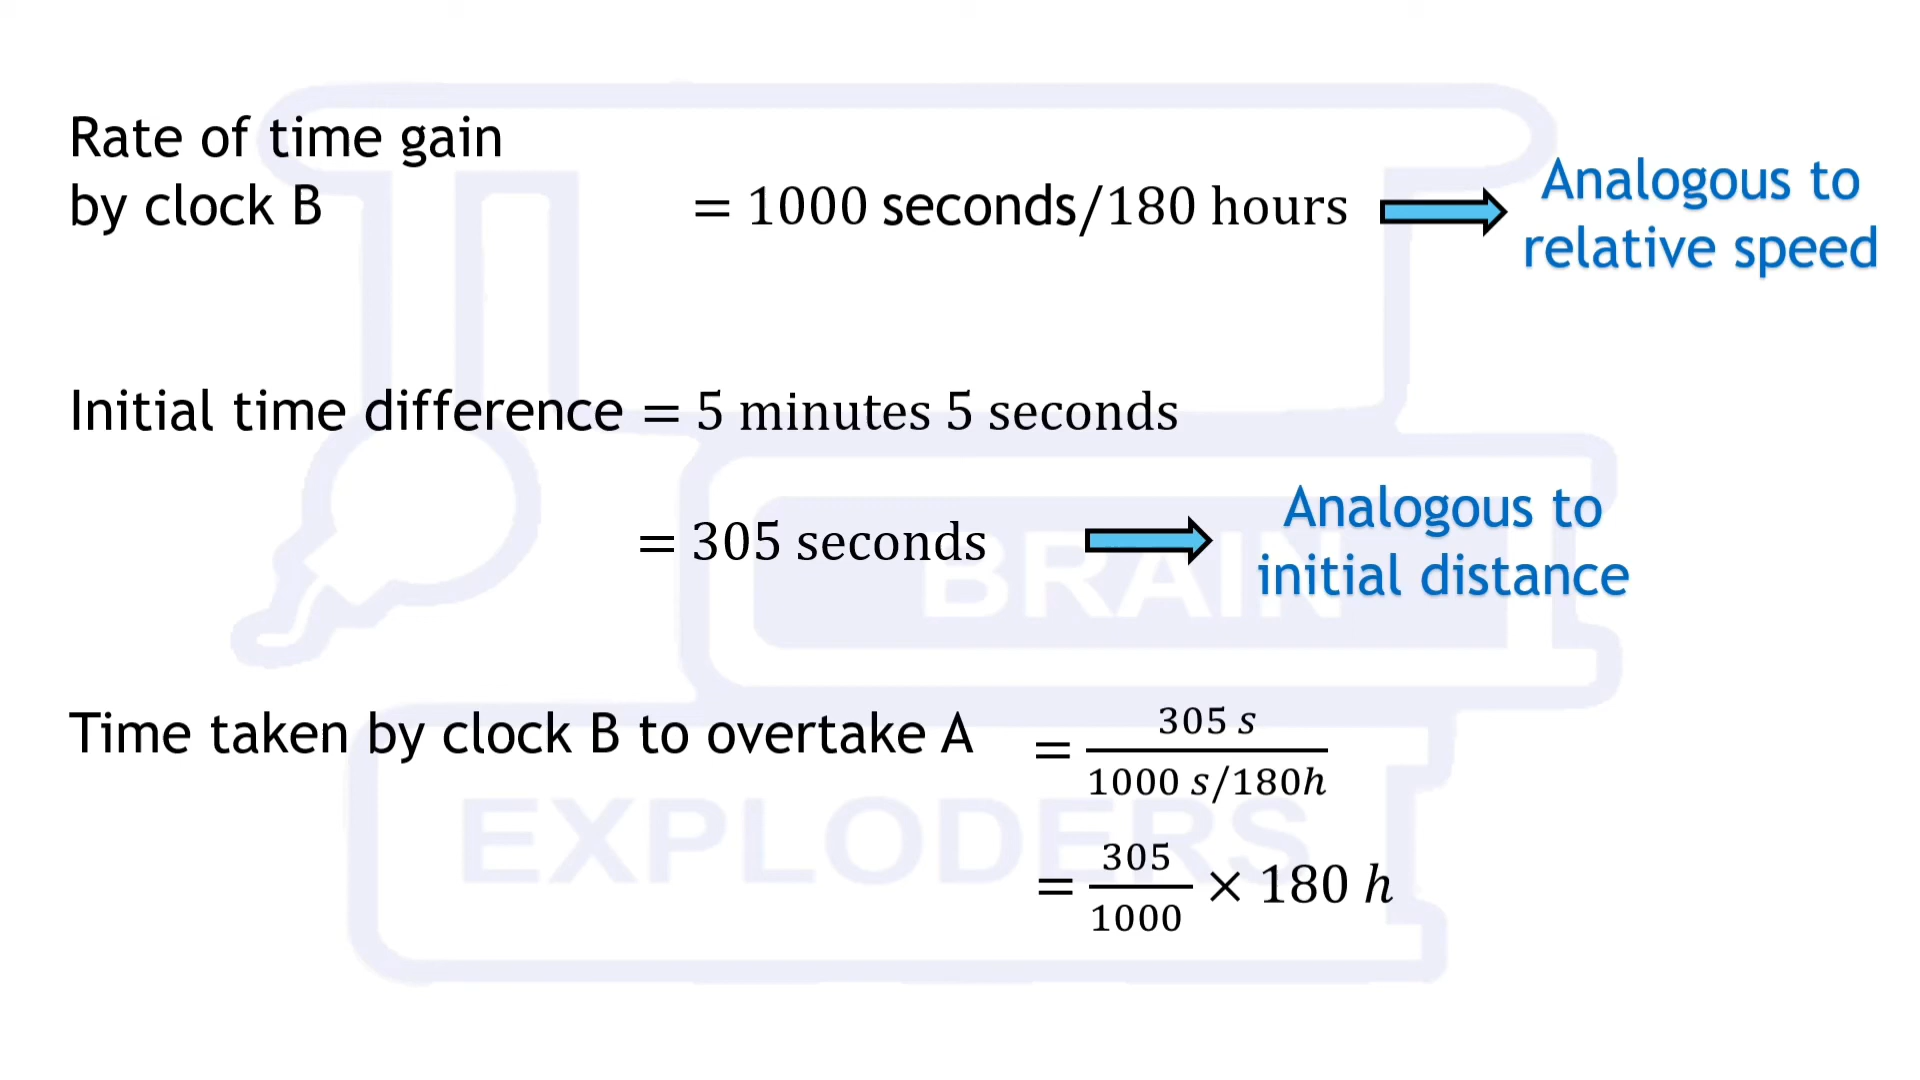 Rate of time gain
by clock B = 1000 seconds/180 hours
Analogous to
relative speed
Initial time difference = 5 minutes 5 seconds
= 305 seconds
Analogous to
initial distance
BRAIN
Time taken by clock B to overtake A = 305 s / 1000 s/180h
EXPLODERS
= 305/1000 × 180 h